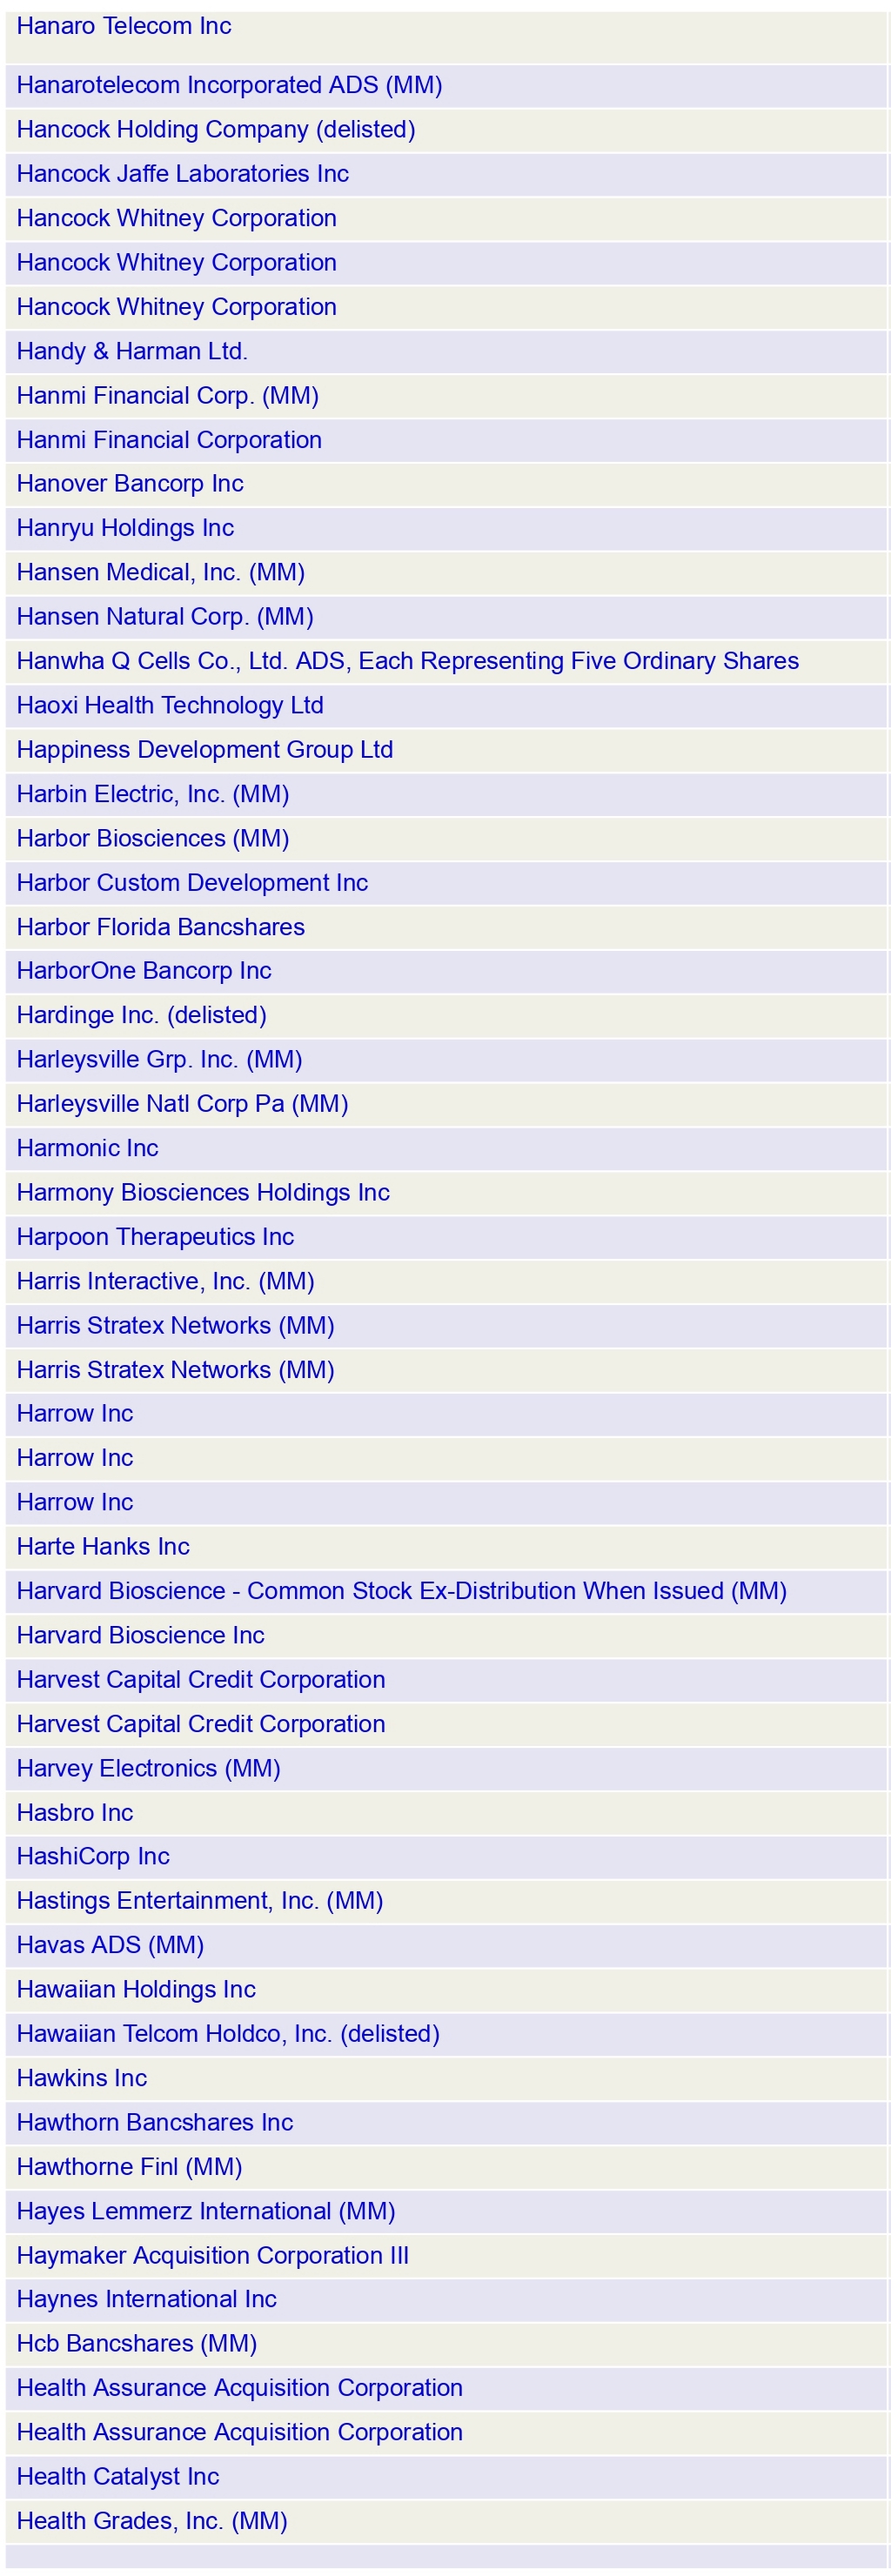 Hanaro Telecom Inc
Hanarotelecom Incorporated ADS (MM)
Hancock Holding Company (delisted)
Hancock Jaffe Laboratories Inc
Hancock Whitney Corporation
Hancock Whitney Corporation
Hancock Whitney Corporation
Handy & Harman Ltd.
Hanmi Financial Corp. (MM)
Hanmi Financial Corporation
Hanover Bancorp Inc
Hanryu Holdings Inc
Hansen Medical, Inc. (MM)
Hansen Natural Corp. (MM)
Hanwha Q Cells Co., Ltd. ADS, Each Representing Five Ordinary Shares
Haoxi Health Technology Ltd
Happiness Development Group Ltd
Harbin Electric, Inc. (MM)
Harbor Biosciences (MM)
Harbor Custom Development Inc
Harbor Florida Bancshares
HarborOne Bancorp Inc
Hardinge Inc. (delisted)
Harleysville Grp. Inc. (MM)
Harleysville Natl Corp Pa (MM)
Harmonic Inc
Harmony Biosciences Holdings Inc
Harpoon Therapeutics Inc
Harris Interactive, Inc. (MM)
Harris Stratex Networks (MM)
Harris Stratex Networks (MM)
Harrow Inc
Harrow Inc
Harrow Inc
Harte Hanks Inc
Harvard Bioscience - Common Stock Ex-Distribution When Issued (MM)
Harvard Bioscience Inc
Harvest Capital Credit Corporation
Harvest Capital Credit Corporation
Harvey Electronics (MM)
Hasbro Inc
HashiCorp Inc
Hastings Entertainment, Inc. (MM)
Havas ADS (MM)
Hawaiian Holdings Inc
Hawaiian Telcom Holdco, Inc. (delisted)
Hawkins Inc
Hawthorn Bancshares Inc
Hawthorne Finl (MM)
Hayes Lemmerz International (MM)
Haymaker Acquisition Corporation III
Haynes International Inc
Hcb Bancshares (MM)
Health Assurance Acquisition Corporation
Health Assurance Acquisition Corporation
Health Catalyst Inc
Health Grades, Inc. (MM)